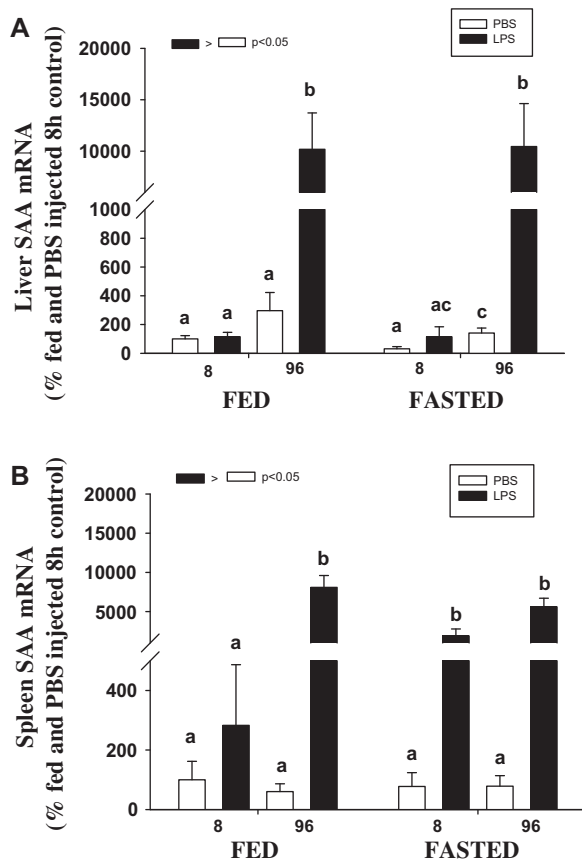 A
PBS
LPS
> p<0.05
Liver SAA mRNA
(% fed and PBS injected 8h control)
20000
15000
10000
1000
800
600
400
200
0
a
a
a
b
a
ac
c
b
8
96
8
96
FED
FASTED
B
PBS
LPS
> p<0.05
Spleen SAA mRNA
(% fed and PBS injected 8h control)
20000
15000
10000
5000
400
200
0
a
a
a
b
a
b
a
b
8
96
8
96
FED
FASTED